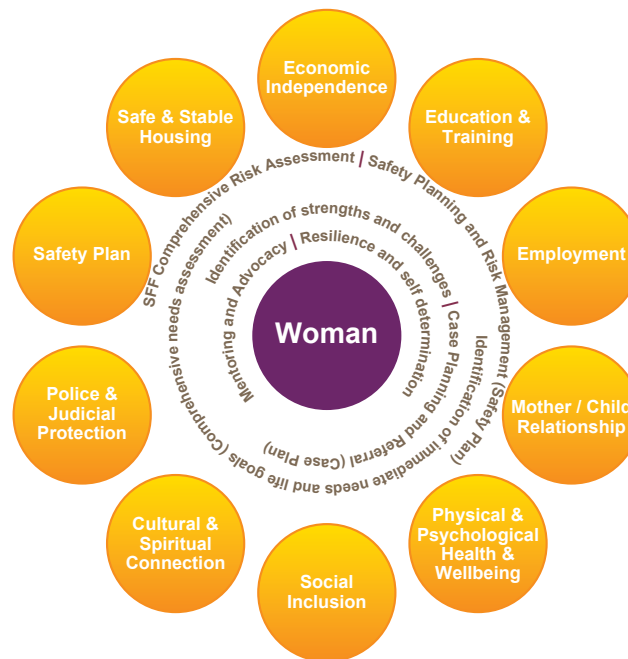 Economic
Independence
Education &
Training
Employment
Mother / Child
Relationship
Physical &
Psychological
Health &
Wellbeing
Social
Inclusion
Cultural &
Spiritual
Connection
Police &
Judicial
Protection
Safety Plan
Safe & Stable
Housing
SFF Comprehensive Risk Assessment | Safety Planning and Risk Management (Safety Plan)
Identification of immediate needs and life goals (Comprehensive needs assessment)
Identification of strengths and challenges | Case Planning and Referral (Case Plan)
Mentoring and Advocacy | Resilience and self determination
Woman